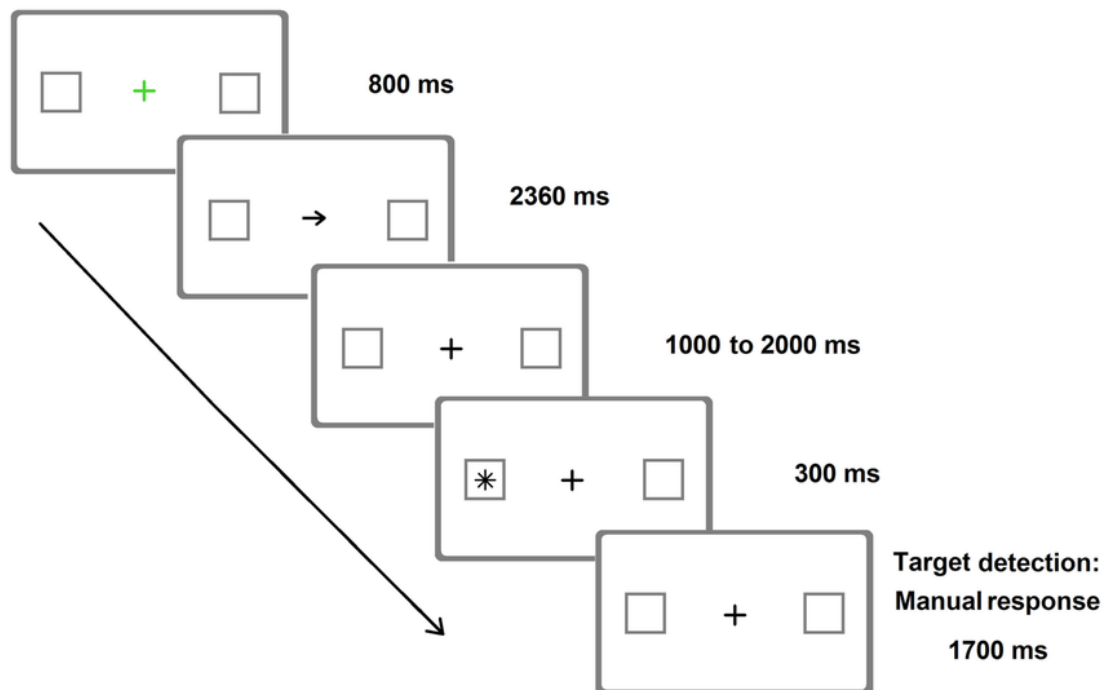 800 ms
2360 ms
1000 to 2000 ms
300 ms
Target detection:
Manual response
1700 ms